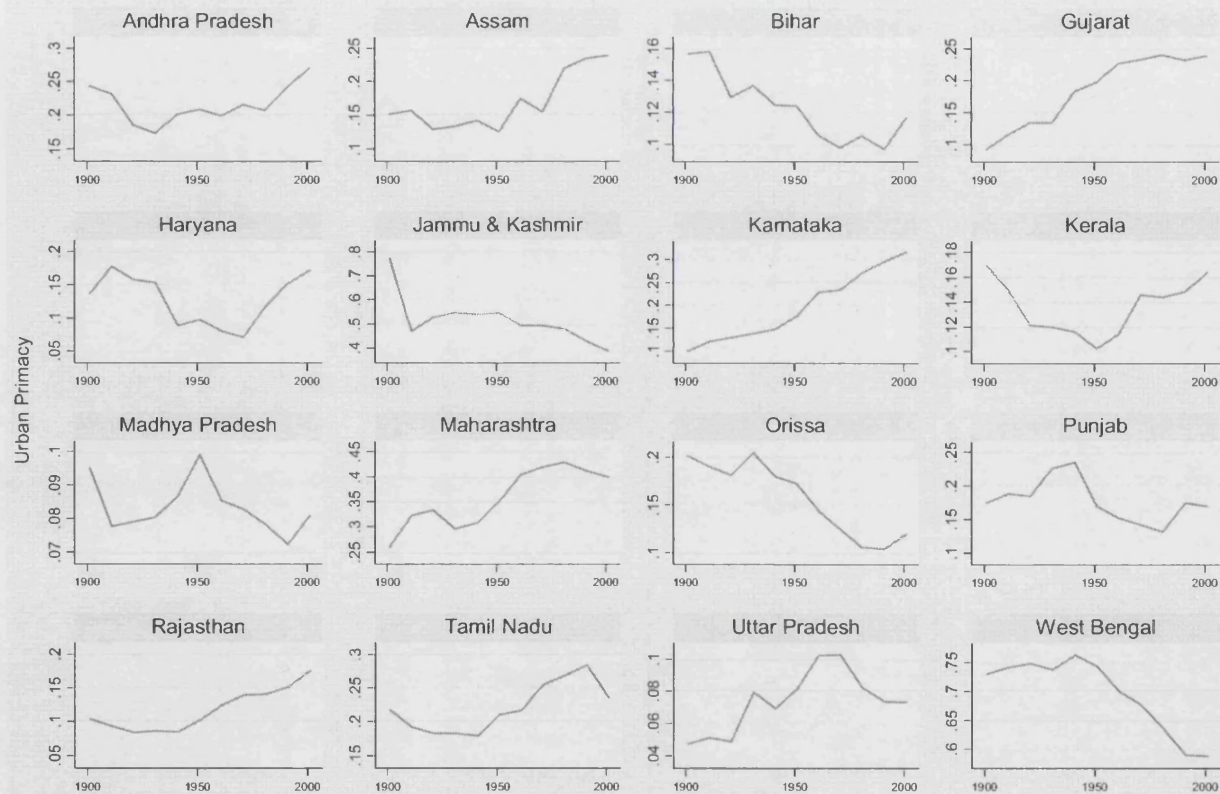 Urban Primacy
Andhra Pradesh
.15 .2 .25 .3
1900 1950 2000
Assam
.1 .15 .2 .25
1900 1950 2000
Bihar
.1 .12 .14 .16
1900 1950 2000
Gujarat
.1 .15 .2 .25
1900 1950 2000
Haryana
.05 .1 .15 .2
1900 1950 2000
Jammu & Kashmir
.4 .5 .6 .7 .8
1900 1950 2000
Karnataka
.1 .15 .2 .25 .3
1900 1950 2000
Kerala
.1 .12 .14 .16 .18
1900 1950 2000
Madhya Pradesh
.07 .08 .09 .1
1900 1950 2000
Maharashtra
.25 .3 .35 .4 .45
1900 1950 2000
Orissa
.1 .15 .2
1900 1950 2000
Punjab
.1 .15 .2 .25
1900 1950 2000
Rajasthan
.05 .1 .15 .2
1900 1950 2000
Tamil Nadu
.15 .2 .25 .3
1900 1950 2000
Uttar Pradesh
.04 .06 .08 .1
1900 1950 2000
West Bengal
.6 .65 .7 .75
1900 1950 2000